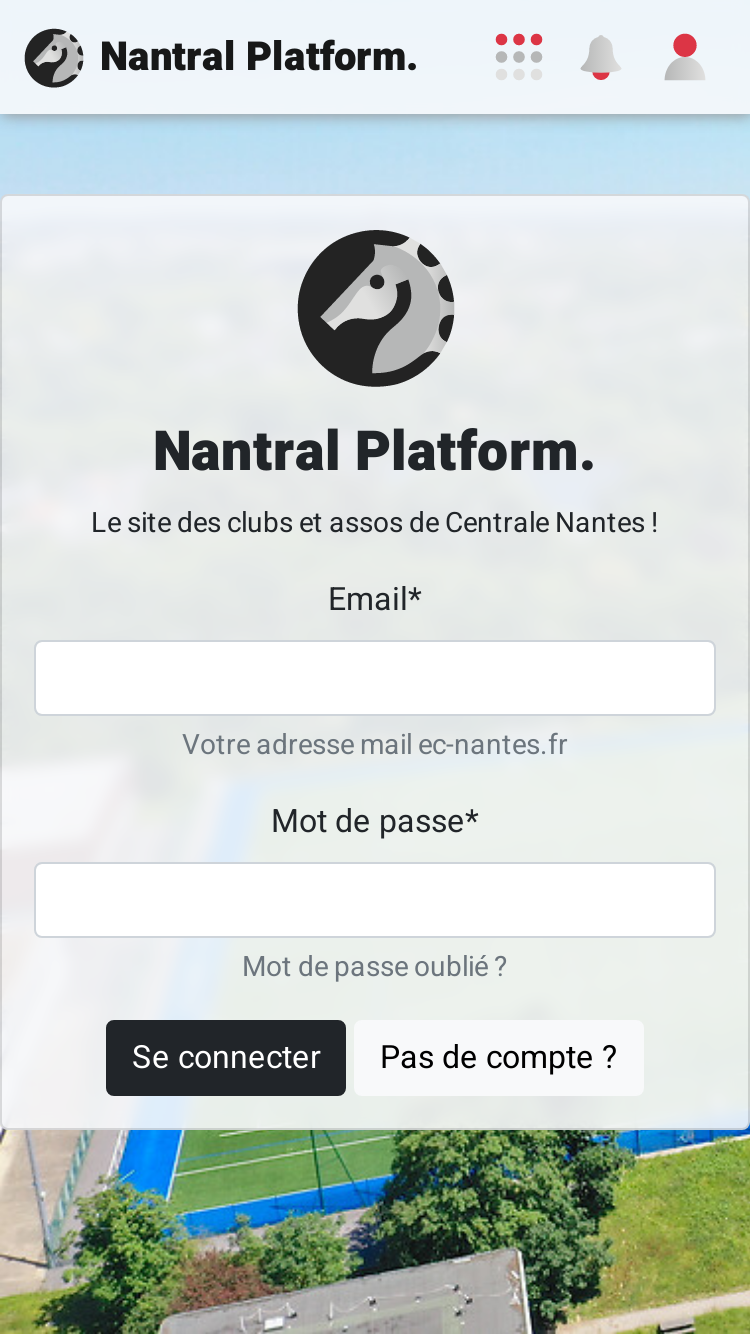 Nantral Platform.
Nantral Platform.
Le site des clubs et assos de Centrale Nantes !
Email*
Votre adresse mail ec-nantes.fr
Mot de passe*
Mot de passe oublié ?
Se connecter
Pas de compte ?